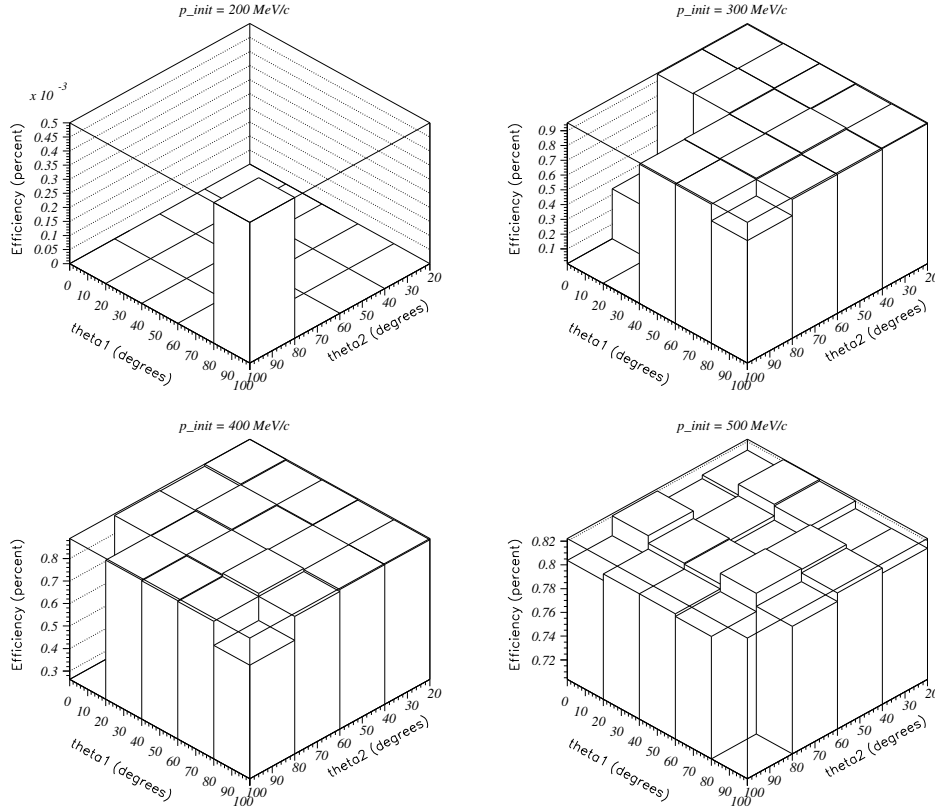 p_init = 200 MeV/c
x 10 -3
Efficiency (percent)
0.5
0.45
0.4
0.35
0.3
0.25
0.2
0.15
0.1
0.05
0
0 10 20 30 40 50 60 70 80 90 100
theta1 (degrees)
100 90 80 70 60 50 40 30 20
theta2 (degrees)
p_init = 300 MeV/c
Efficiency (percent)
0.9
0.8
0.7
0.6
0.5
0.4
0.3
0.2
0.1
0 10 20 30 40 50 60 70 80 90 100
theta1 (degrees)
100 90 80 70 60 50 40 30 20
theta2 (degrees)
p_init = 400 MeV/c
Efficiency (percent)
0.8
0.7
0.6
0.5
0.4
0.3
0 10 20 30 40 50 60 70 80 90 100
theta1 (degrees)
100 90 80 70 60 50 40 30 20
theta2 (degrees)
p_init = 500 MeV/c
Efficiency (percent)
0.82
0.8
0.78
0.76
0.74
0.72
0 10 20 30 40 50 60 70 80 90 100
theta1 (degrees)
100 90 80 70 60 50 40 30 20
theta2 (degrees)